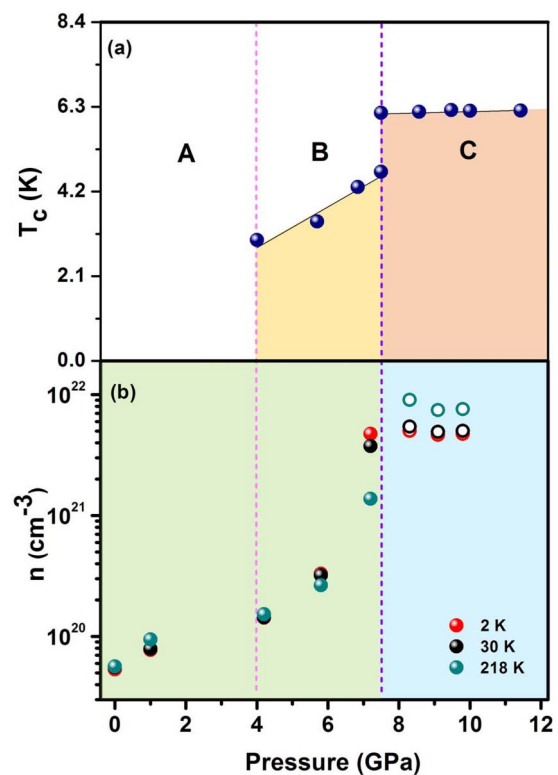 8.4
(a)
6.3
A
B
C
4.2
T_c (K)
2.1
0.0
(b)
10^22
10^21
n (cm^-3)
10^20
2 K
30 K
218 K
0 2 4 6 8 10 12
Pressure (GPa)